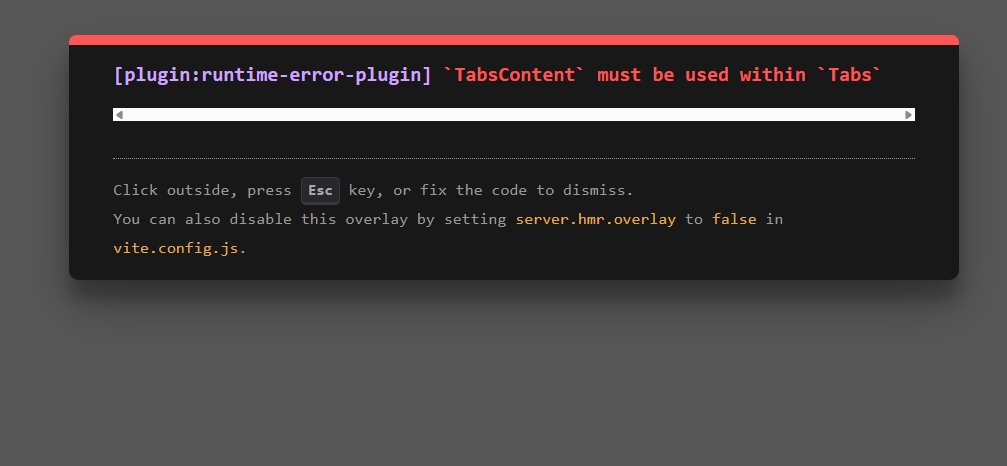 [plugin:runtime-error-plugin] `TabsContent` must be used within `Tabs`
Click outside, press Esc key, or fix the code to dismiss.
You can also disable this overlay by setting server.hmr.overlay to false in
vite.config.js.